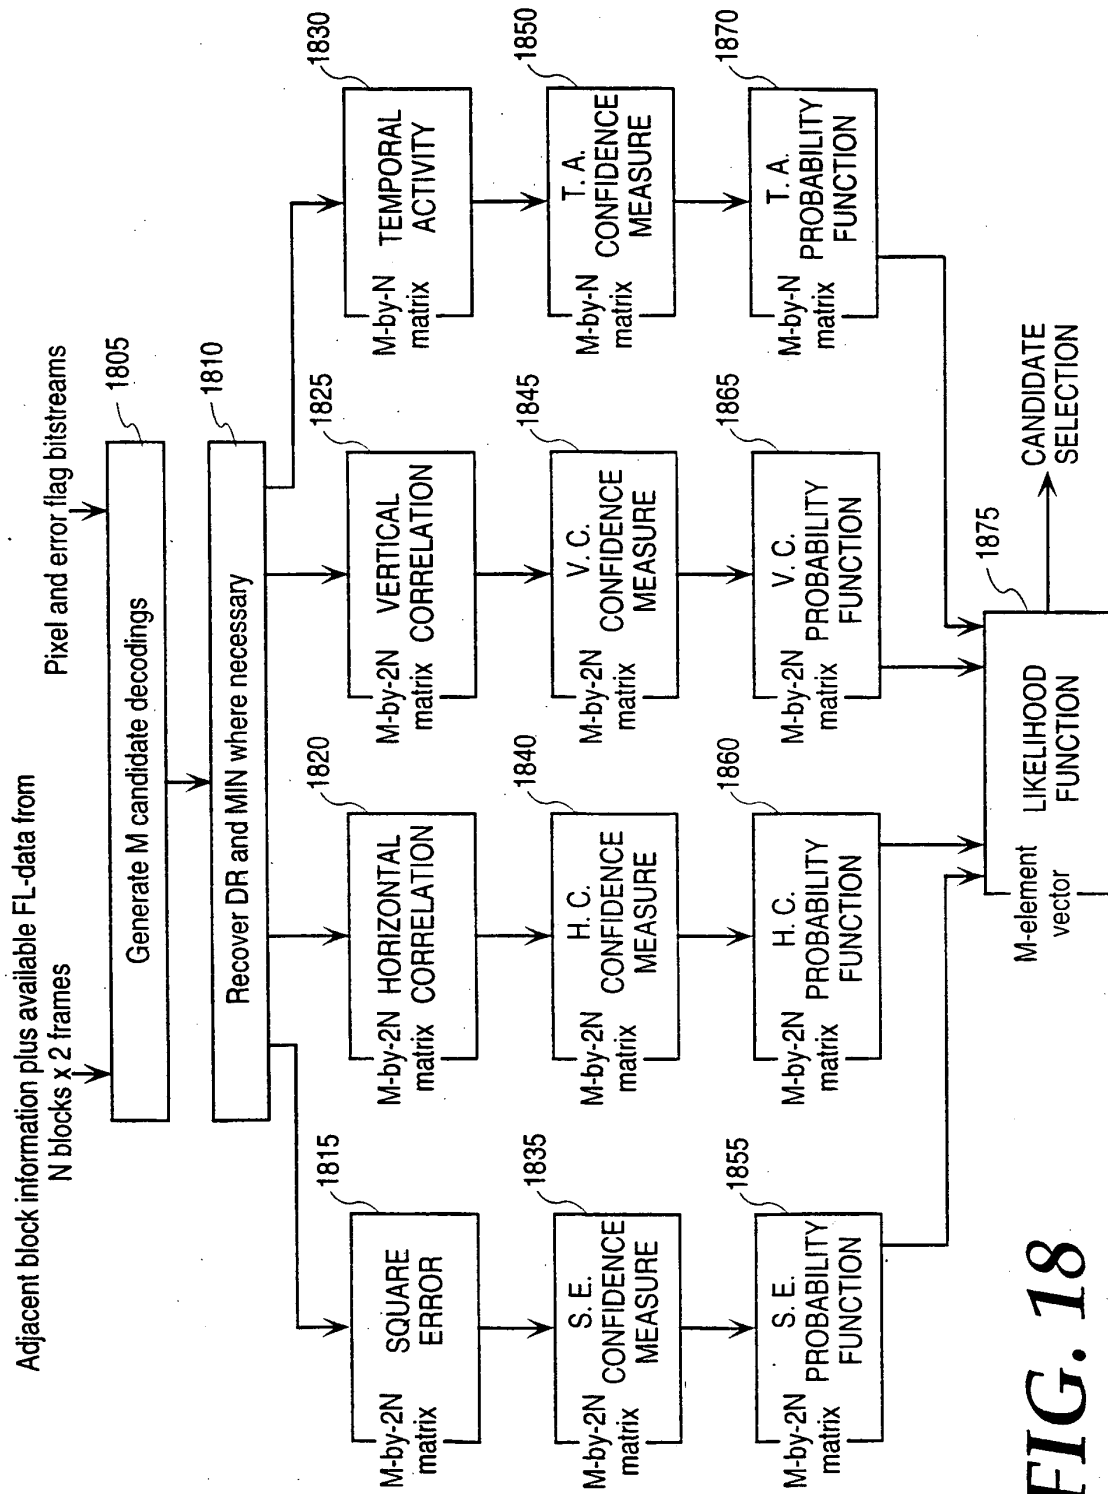 Adjacent block information plus available FL-data from
N blocks x 2 frames
Pixel and error flag bitstreams
1805
Generate M candidate decodings
1810
Recover DR and MIN where necessary
1815
SQUARE
ERROR
M-by-2N
matrix
1820
HORIZONTAL
CORRELATION
M-by-2N
matrix
1825
VERTICAL
CORRELATION
M-by-2N
matrix
1830
TEMPORAL
ACTIVITY
M-by-N
matrix
1835
S. E.
CONFIDENCE
MEASURE
M-by-2N
matrix
1840
H. C.
CONFIDENCE
MEASURE
M-by-2N
matrix
1845
V. C.
CONFIDENCE
MEASURE
M-by-2N
matrix
1850
T. A.
CONFIDENCE
MEASURE
M-by-N
matrix
1855
S. E.
PROBABILITY
FUNCTION
M-by-2N
matrix
1860
H. C.
PROBABILITY
FUNCTION
M-by-2N
matrix
1865
V. C.
PROBABILITY
FUNCTION
M-by-2N
matrix
1870
T. A.
PROBABILITY
FUNCTION
M-by-N
matrix
1875
LIKELIHOOD
FUNCTION
M-element
vector
CANDIDATE
SELECTION
FIG. 18